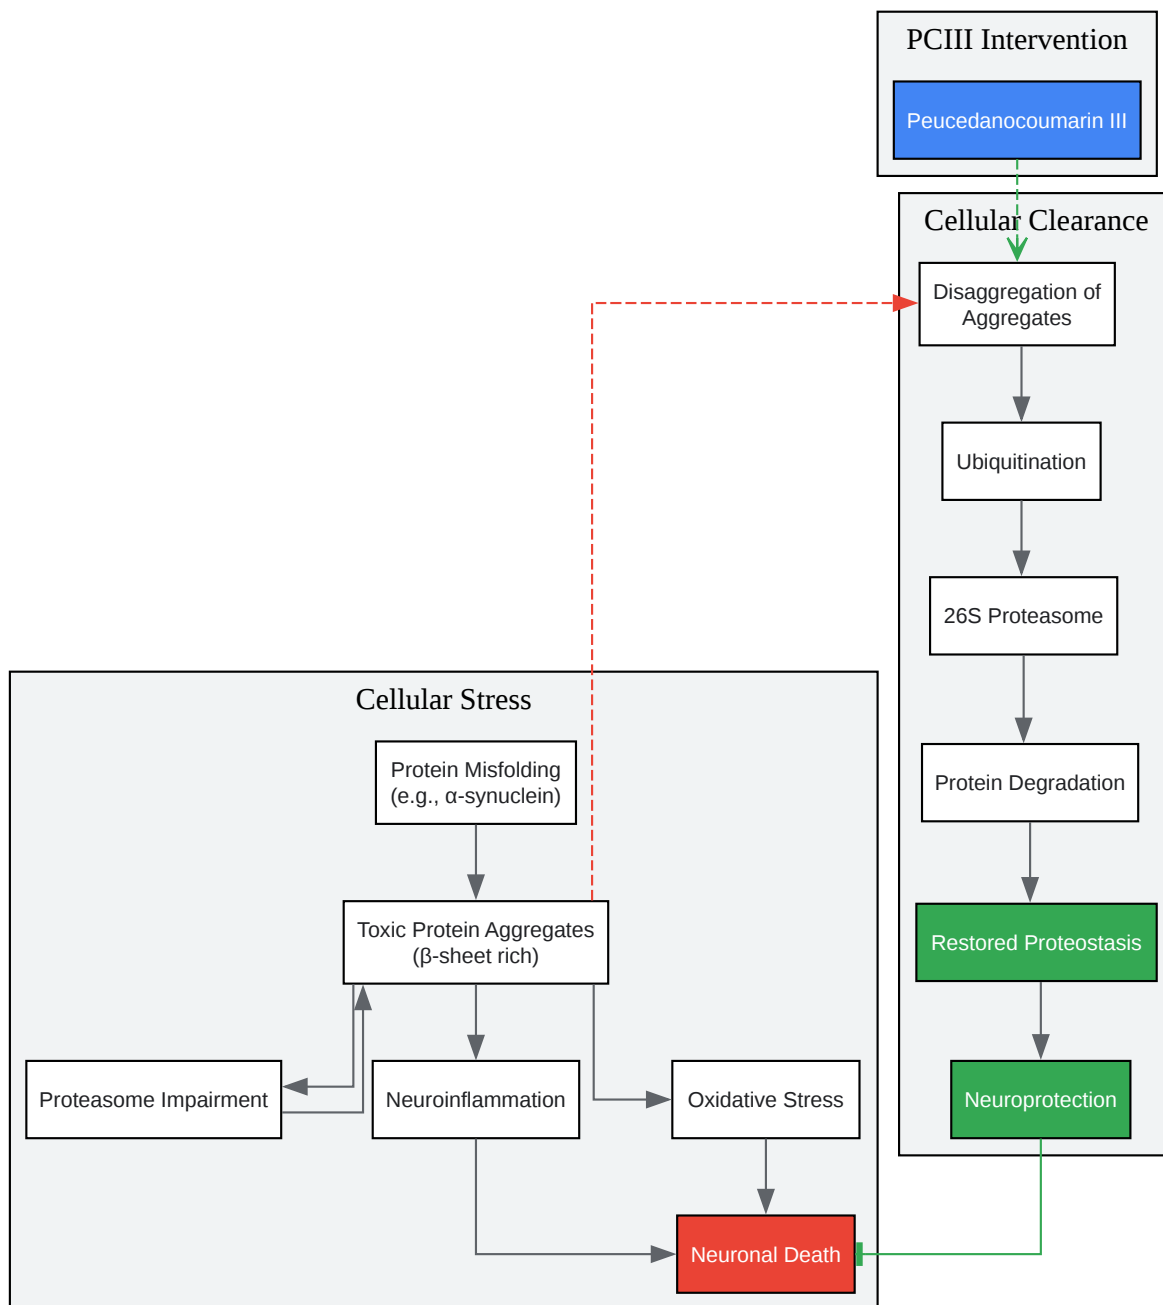 PCIII Intervention
Peucedanocoumarin III
Cellular Clearance
Disaggregation of
Aggregates
Ubiquitination
26S Proteasome
Protein Degradation
Restored Proteostasis
Neuroprotection
Cellular Stress
Protein Misfolding
(e.g., α-synuclein)
Toxic Protein Aggregates
(β-sheet rich)
Proteasome Impairment
Neuroinflammation
Oxidative Stress
Neuronal Death